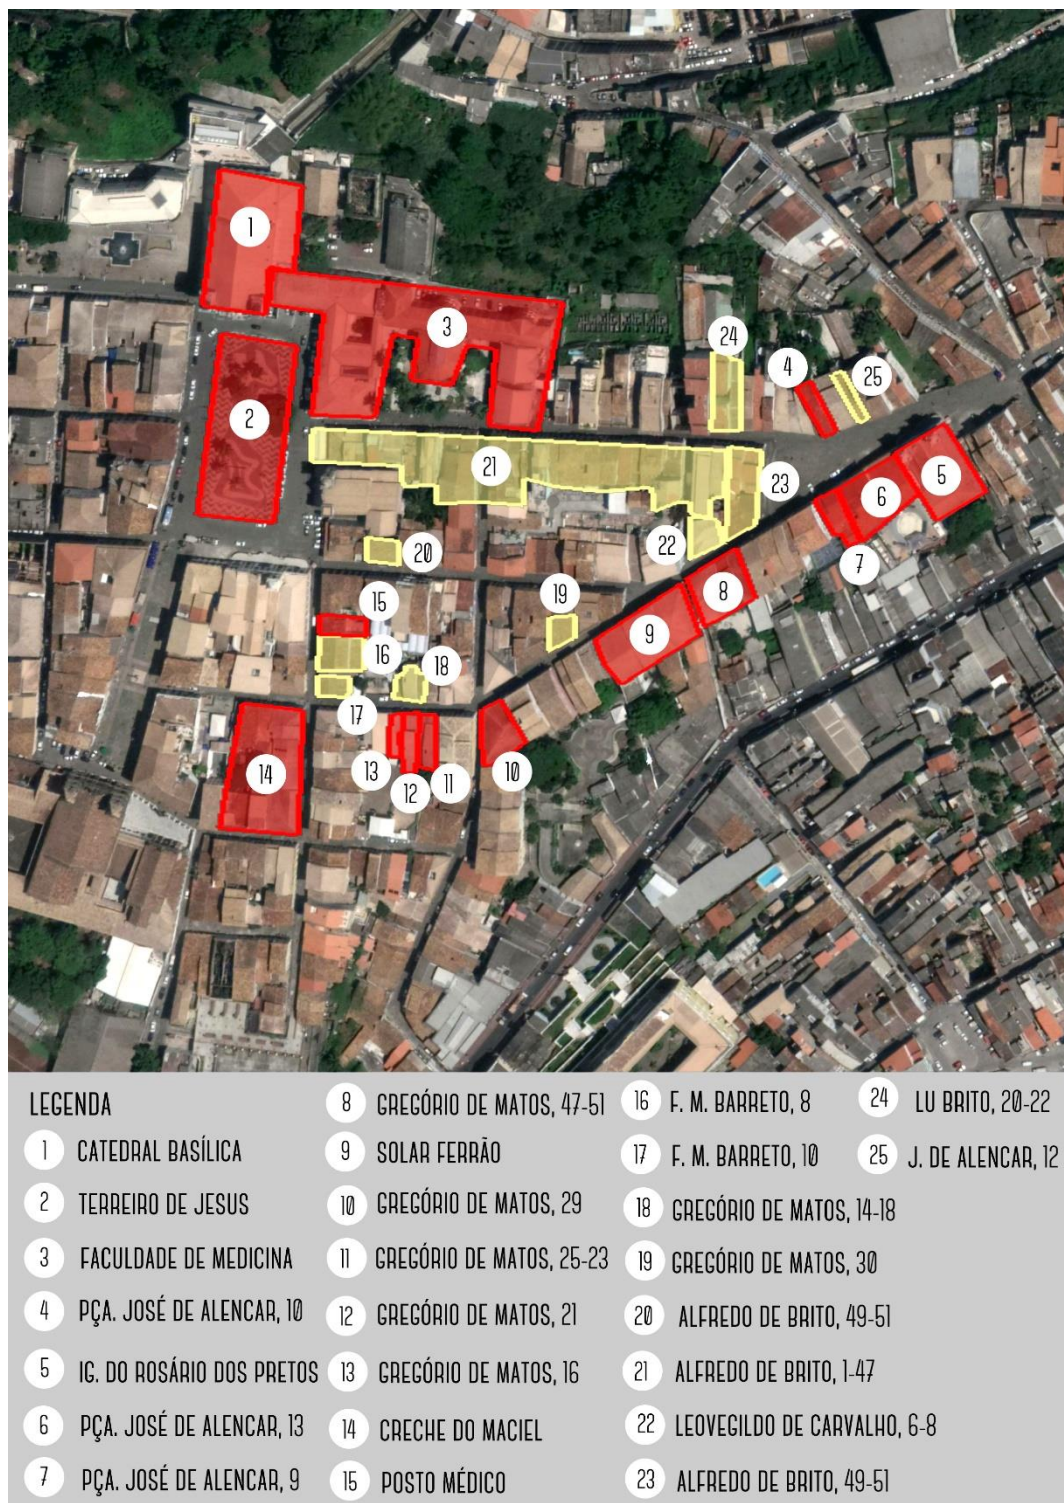 1
2
3
24
4
25
21
23
5
6
20
22
7
15
19
8
16
18
9
17
14
13
12
11
10
LEGENDA
1 CATEDRAL BASÍLICA
2 TERREIRO DE JESUS
3 FACULDADE DE MEDICINA
4 PÇA. JOSÉ DE ALENCAR, 10
5 IG. DO ROSÁRIO DOS PRETOS
6 PÇA. JOSÉ DE ALENCAR, 13
7 PÇA. JOSÉ DE ALENCAR, 9
8 GREGÓRIO DE MATOS, 47-51
9 SOLAR FERRÃO
10 GREGÓRIO DE MATOS, 29
11 GREGÓRIO DE MATOS, 25-23
12 GREGÓRIO DE MATOS, 21
13 GREGÓRIO DE MATOS, 16
14 CRECHE DO MACIEL
15 POSTO MÉDICO
16 F. M. BARRETO, 8
17 F. M. BARRETO, 10
18 GREGÓRIO DE MATOS, 14-18
19 GREGÓRIO DE MATOS, 30
20 ALFREDO DE BRITO, 49-51
21 ALFREDO DE BRITO, 1-47
22 LEOVEGILDO DE CARVALHO, 6-8
23 ALFREDO DE BRITO, 49-51
24 LU BRITO, 20-22
25 J. DE ALENCAR, 12